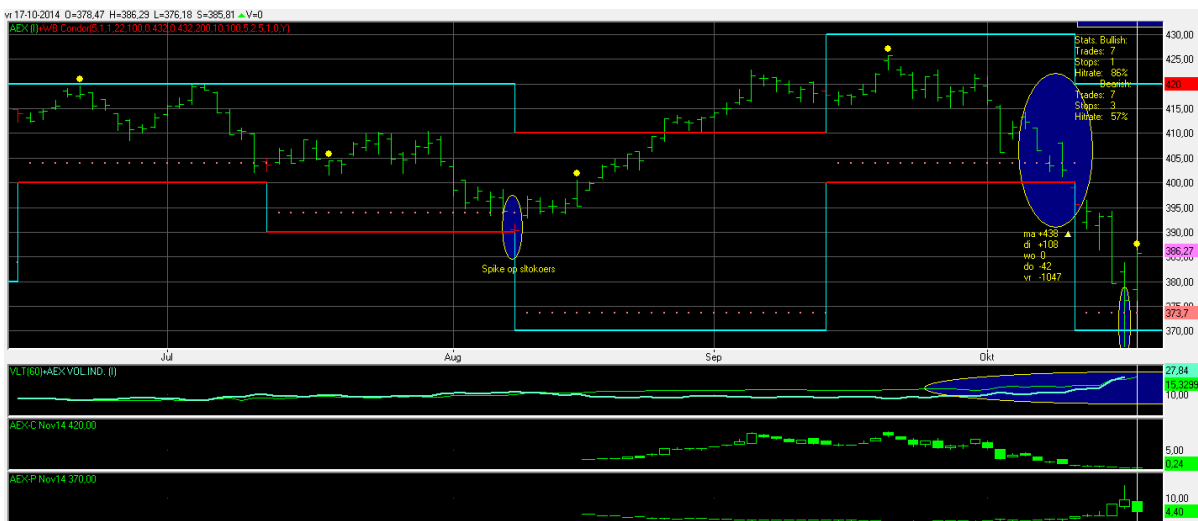 vr 17-10-2014 O=378,47 H=386,29 L=376,18 S=385,81 ▲V=0
AEX (I)+WB Condor(5,1,1,22,100,0.432,0.432,200,10,100,5,2.5,1,0,Y)
430,00
Stats: Bullish:
Trades: 7
Stops: 1
Hitrate: 86%
Bearish:
Trades: 7
Stops: 3
Hitrate: 57%
425,00
420
415,00
410,00
405,00
400,00
395,00
390,00
386,27
385,00
375,00
373,7
370,00
Spike op sltokoers
ma +438
di +108
wo 0
do -42
vr -1047
Jul
Aug
Sep
Okt
VLT(60)+AEX VOL.IND. (I)
27,84
15,3299
10,00
AEX-C Nov14 420,00
5,00
0,24
AEX-P Nov14 370,00
10,00
4,40